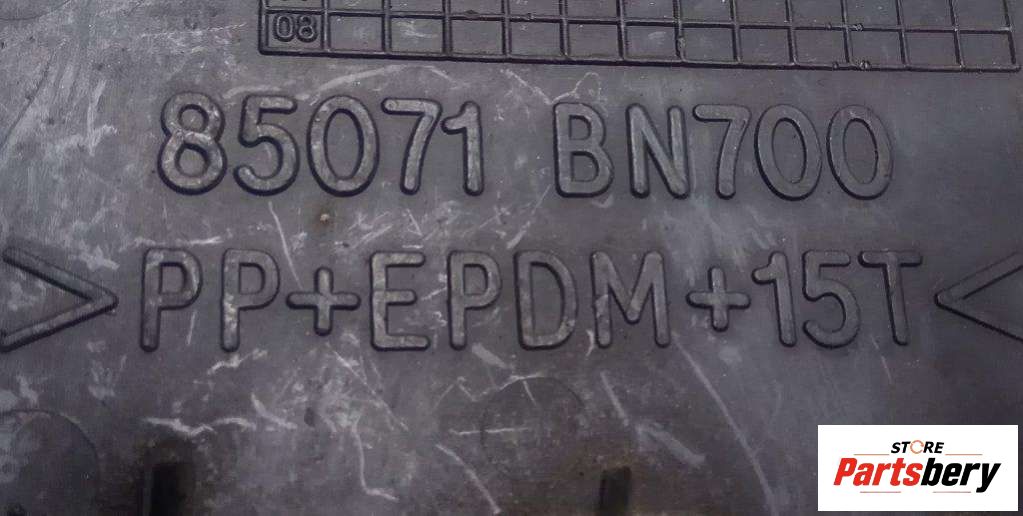 08
85071 BN700
>PP+EPDM+15T<
STORE
Partsbery